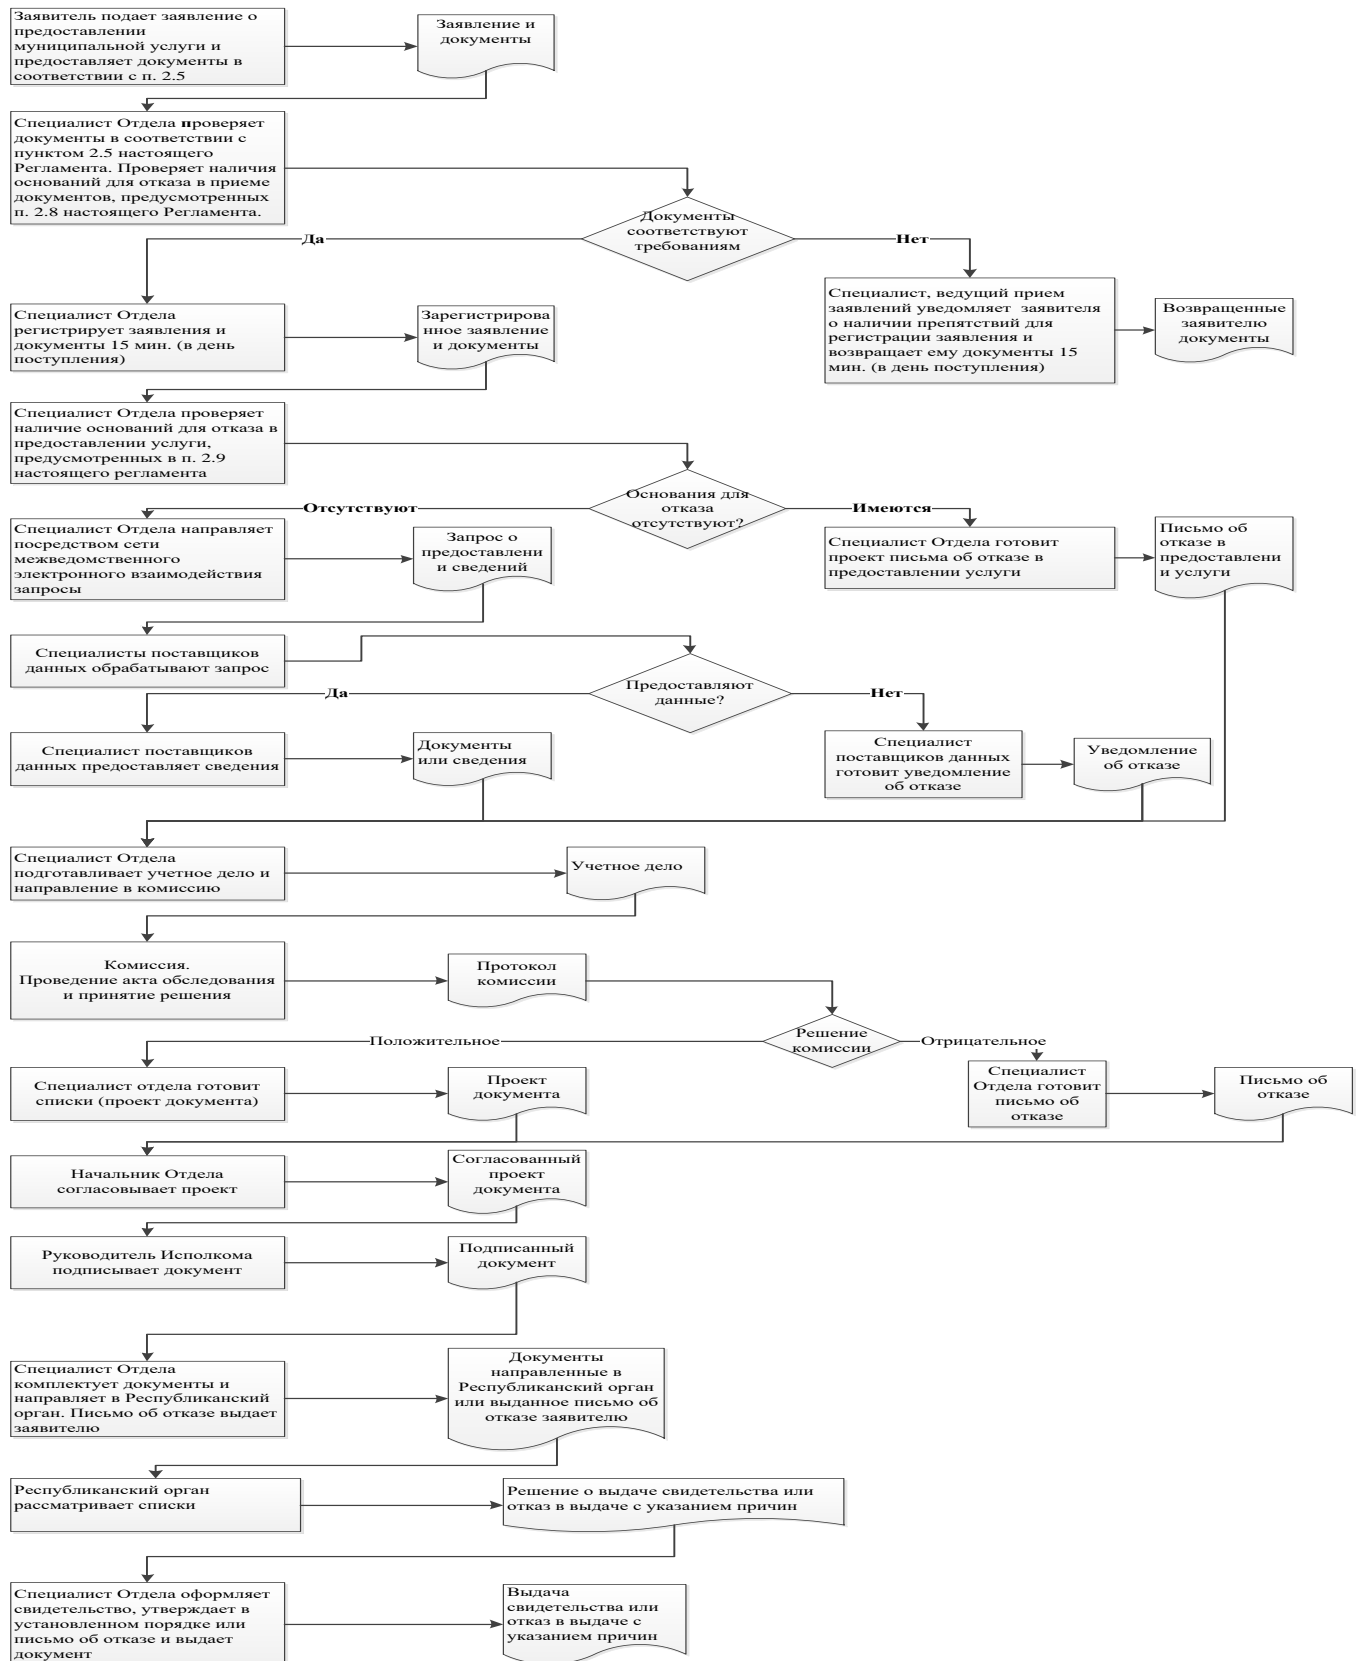 Заявитель подает заявление о
предоставлении
муниципальной услуги и
предоставляет документы в
соответствии с п. 2.5
Заявление и
документы
Специалист Отдела проверяет
документы в соответствии с
пунктом 2.5 настоящего
Регламента. Проверяет наличия
оснований для отказа в приеме
документов, предусмотренных
п. 2.8 настоящего Регламента.
Документы
соответствуют
требованиям
Да
Нет
Специалист Отдела
регистрирует заявления и
документы 15 мин. (в день
поступления)
Зарегистрирова
нное заявление
и документы
Специалист, ведущий прием
заявлений уведомляет заявителя
о наличии препятствий для
регистрации заявления и
возвращает ему документы 15
мин. (в день поступления)
Возвращенные
заявителю
документы
Специалист Отдела проверяет
наличие оснований для отказа в
предоставлении услуги,
предусмотренных в п. 2.9
настоящего регламента
Основания для
отказа
отсутствуют?
Отсутствуют
Имеются
Специалист Отдела направляет
посредством сети
межведомственного
электронного взаимодействия
запросы
Запрос о
предоставлени
и сведений
Специалист Отдела готовит
проект письма об отказе в
предоставлении услуги
Письмо об
отказе в
предоставлени
и услуги
Специалисты поставщиков
данных обрабатывают запрос
Предоставляют
данные?
Да
Нет
Специалист поставщиков
данных предоставляет сведения
Документы
или сведения
Специалист
поставщиков данных
готовит уведомление
об отказе
Уведомление
об отказе
Специалист Отдела
подготавливает учетное дело и
направление в комиссию
Учетное дело
Комиссия.
Проведение акта обследования
и принятие решения
Протокол
комиссии
Решение
комиссии
Положительное
Отрицательное
Специалист отдела готовит
списки (проект документа)
Проект
документа
Специалист
Отдела готовит
письмо об
отказе
Письмо об
отказе
Начальник Отдела
согласовывает проект
Согласованный
проект
документа
Руководитель Исполкома
подписывает документ
Подписанный
документ
Специалист Отдела
комплектует документы и
направляет в Республиканский
орган. Письмо об отказе выдает
заявителю
Документы
направленные в
Республиканский орган
или выданное письмо об
отказе заявителю
Республиканский орган
рассматривает списки
Решение о выдаче свидетельства или
отказ в выдаче с указанием причин
Специалист Отдела оформляет
свидетельство, утверждает в
установленном порядке или
письмо об отказе и выдает
документ
Выдача
свидетельства или
отказ в выдаче с
указанием причин